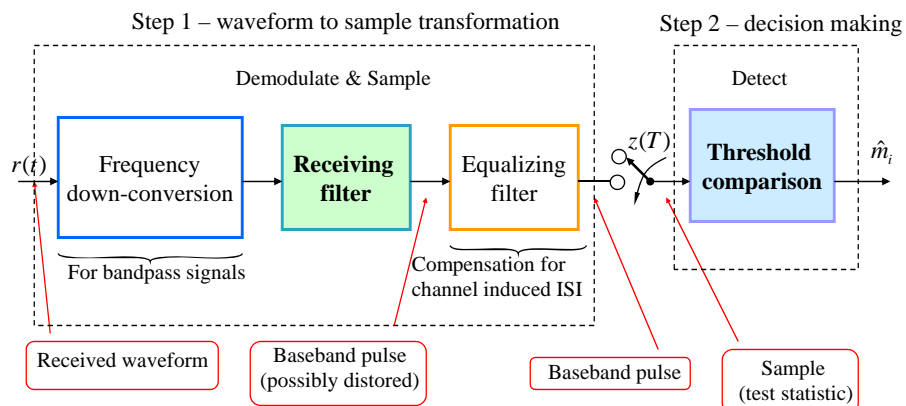 Step 1 – waveform to sample transformation
Step 2 – decision making
Demodulate & Sample
Detect
r(t)
Frequency
down-conversion
Receiving
filter
Equalizing
filter
z(T)
Threshold
comparison
m̂ᵢ
For bandpass signals
Compensation for
channel induced ISI
Received waveform
Baseband pulse
(possibly distored)
Baseband pulse
Sample
(test statistic)